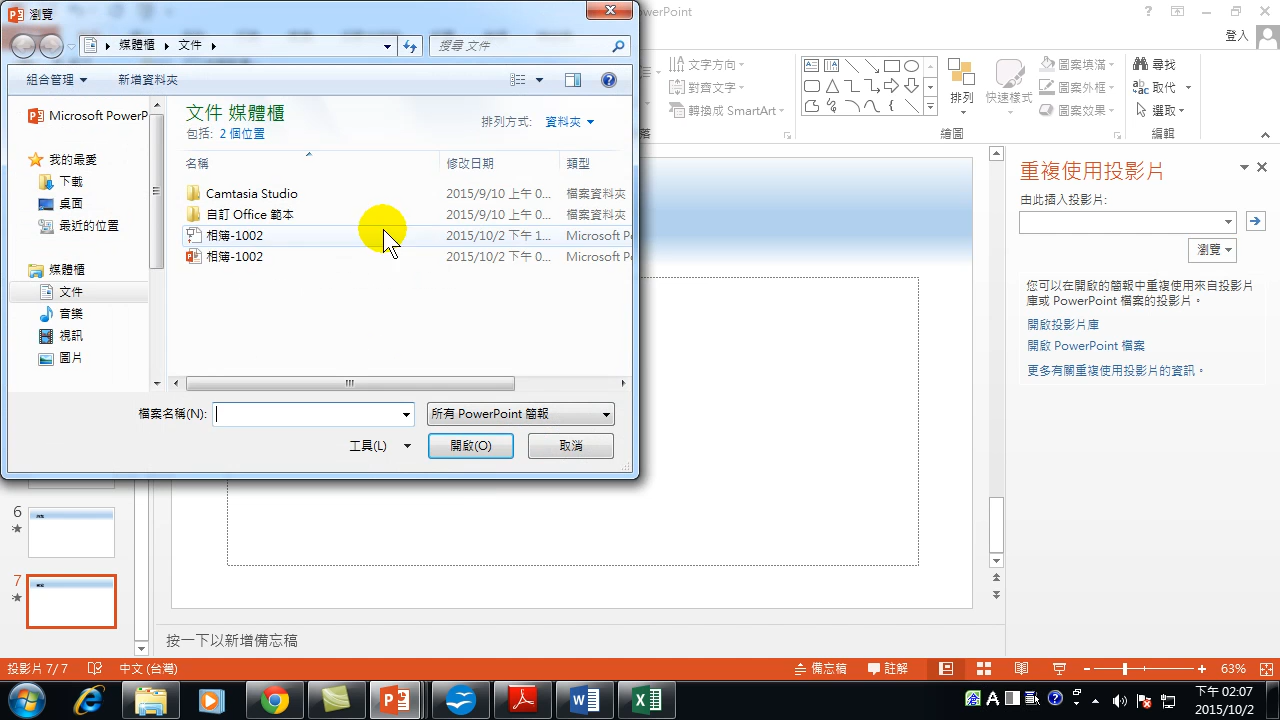 瀏覽
werPoint
登入
媒體櫃
文件
搜尋 文件
組合管理
新增資料夾
Microsoft PowerP
我的最愛
下載
桌面
最近的位置
媒體櫃
文件
音樂
視訊
圖片
文件 媒體櫃
包括: 2 個位置
排列方式:
資料夾
名稱
修改日期
類型
Camtasia Studio
2015/9/10 上午 0...
檔案資料夾
自訂 Office 範本
2015/9/10 上午 0...
檔案資料夾
相簿-1002
2015/10/2 下午 1...
Microsoft Po
相簿-1002
2015/10/2 下午 0...
Microsoft Po
檔案名稱(N):
所有 PowerPoint 簡報
工具(L)
開啟(O)
取消
文字方向
對齊文字
轉換成 SmartArt
落
排列
快速樣式
圖案填滿
圖案外框
圖案效果
繪圖
尋找
取代
選取
編輯
重複使用投影片
由此插入投影片:
瀏覽
您可以在開啟的簡報中重複使用來自投影片
庫或 PowerPoint 檔案的投影片。
開啟投影片庫
開啟 PowerPoint 檔案
更多有關重複使用投影片的資訊。
6
7
按一下以新增備忘稿
投影片 7/7
中文 (台灣)
備忘稿
註解
63%
下午 02:07
2015/10/2